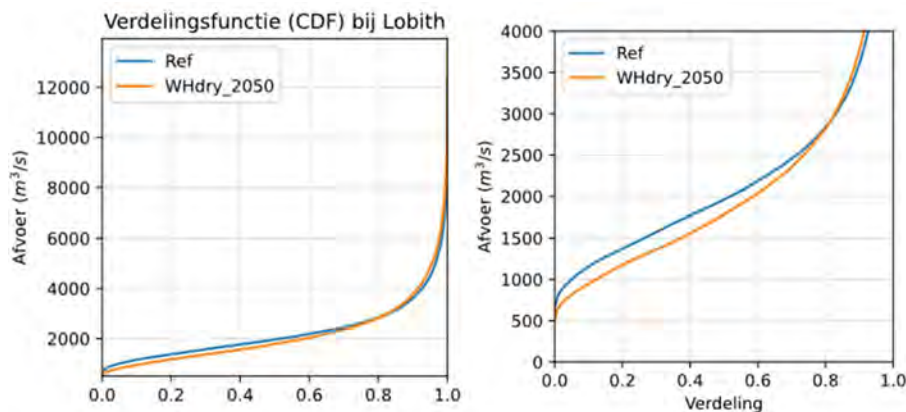 Verdelingsfunctie (CDF) bij Lobith
Ref
WHdry_2050
Afvoer (m³/s)
12000
10000
8000
6000
4000
2000
0.0 0.2 0.4 0.6 0.8 1.0
Ref
WHdry_2050
Afvoer (m³/s)
4000
3500
3000
2500
2000
1500
1000
500
0
0.0 0.2 0.4 0.6 0.8 1.0
Verdeling